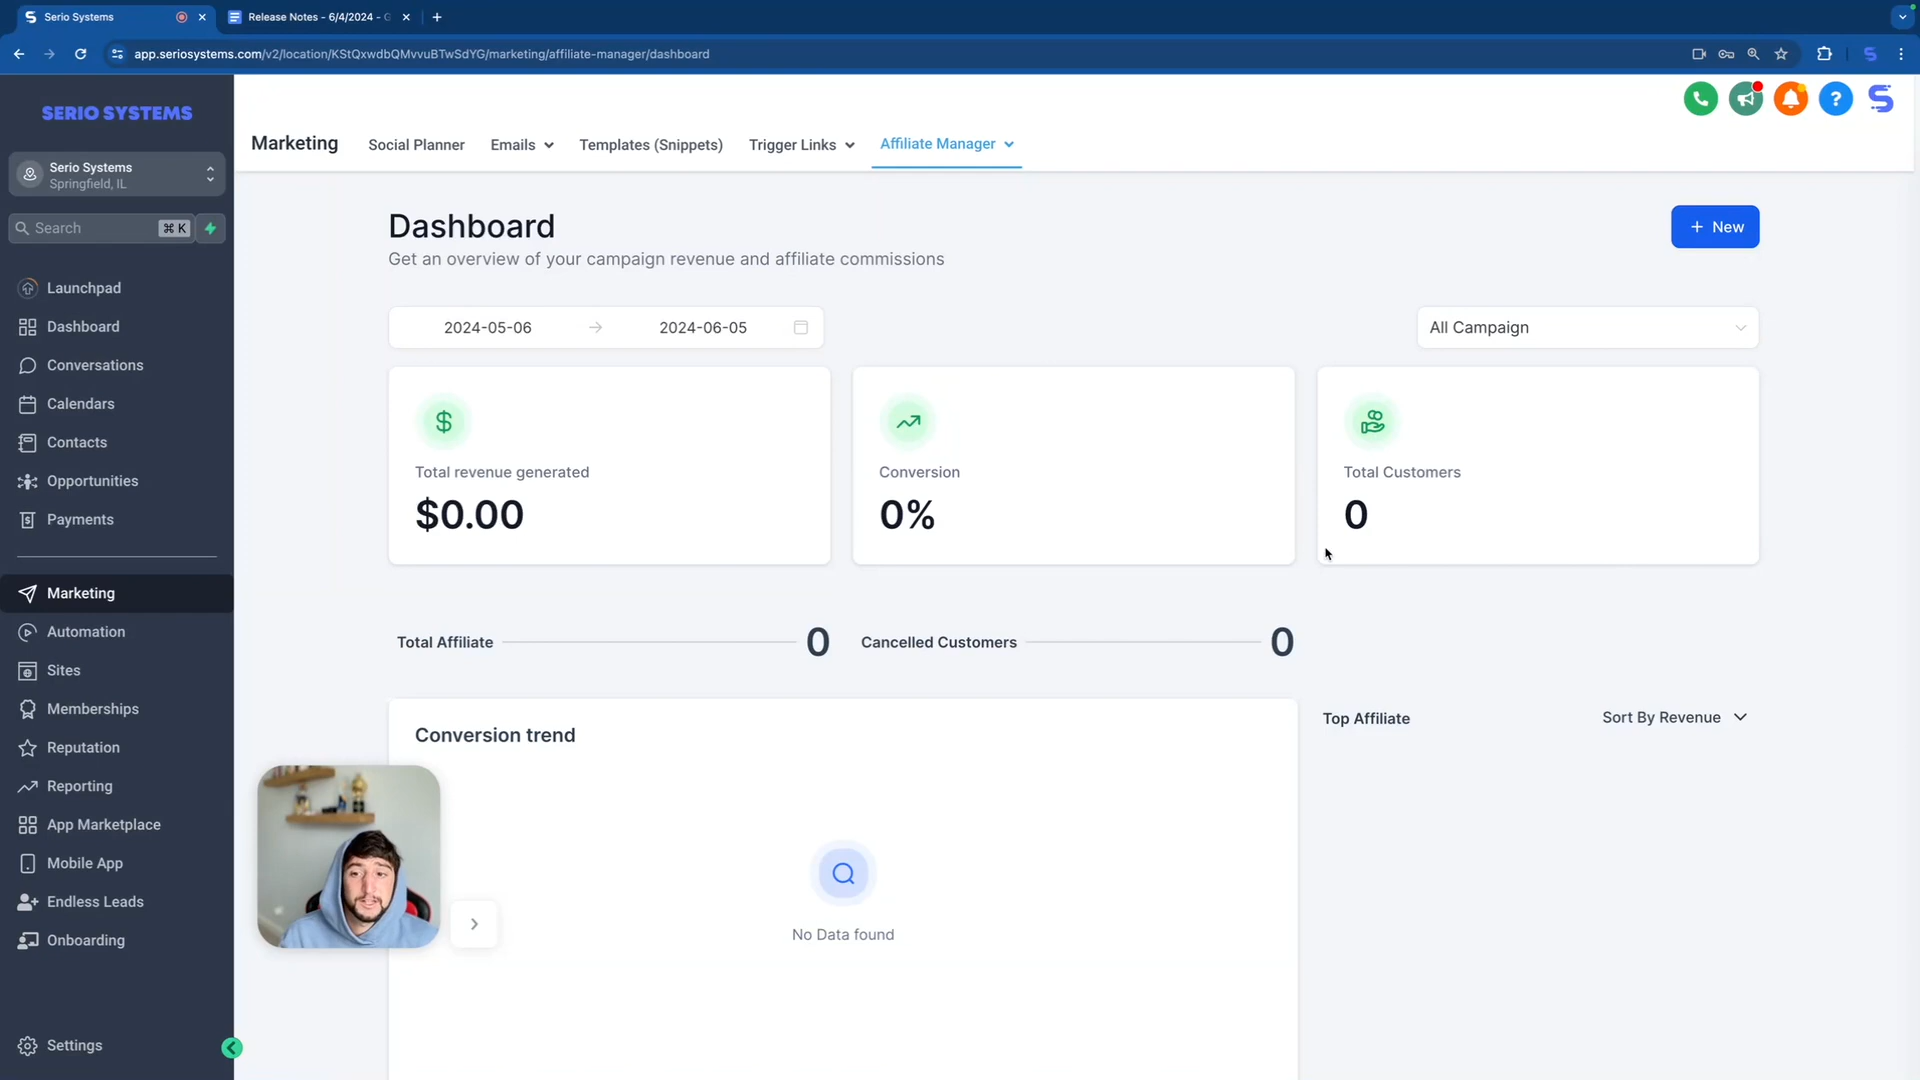 Serio Systems
Release Notes - 6/4/2024 - G
app.seriosystems.com/v2/location/KStQxwdbQMvvuBTwSdYG/marketing/affiliate-manager/dashboard
SERIO SYSTEMS
Serio Systems
Springfield, IL
Search
⌘ K
Launchpad
Dashboard
Conversations
Calendars
Contacts
Opportunities
Payments
Marketing
Automation
Sites
Memberships
Reputation
Reporting
App Marketplace
Mobile App
Endless Leads
Onboarding
Settings
Marketing
Social Planner
Emails
Templates (Snippets)
Trigger Links
Affiliate Manager
Dashboard
Get an overview of your campaign revenue and affiliate commissions
+ New
2024-05-06 → 2024-06-05
All Campaign
Total revenue generated
$0.00
Conversion
0%
Total Customers
0
Total Affiliate 0
Cancelled Customers 0
Conversion trend
No Data found
Top Affiliate
Sort By Revenue